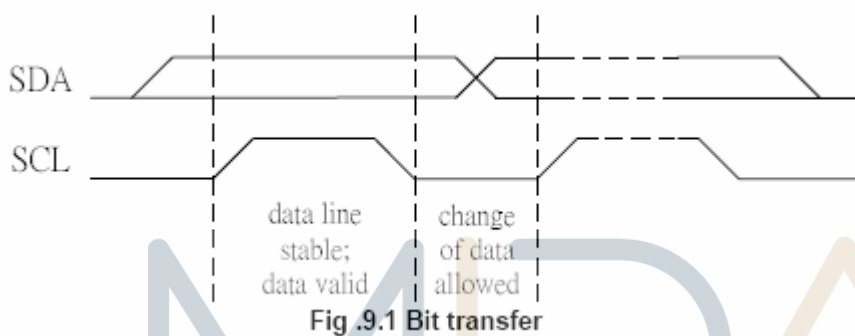 SDA
SCL
data line
stable;
data valid
change
of data
allowed
Fig .9.1 Bit transfer